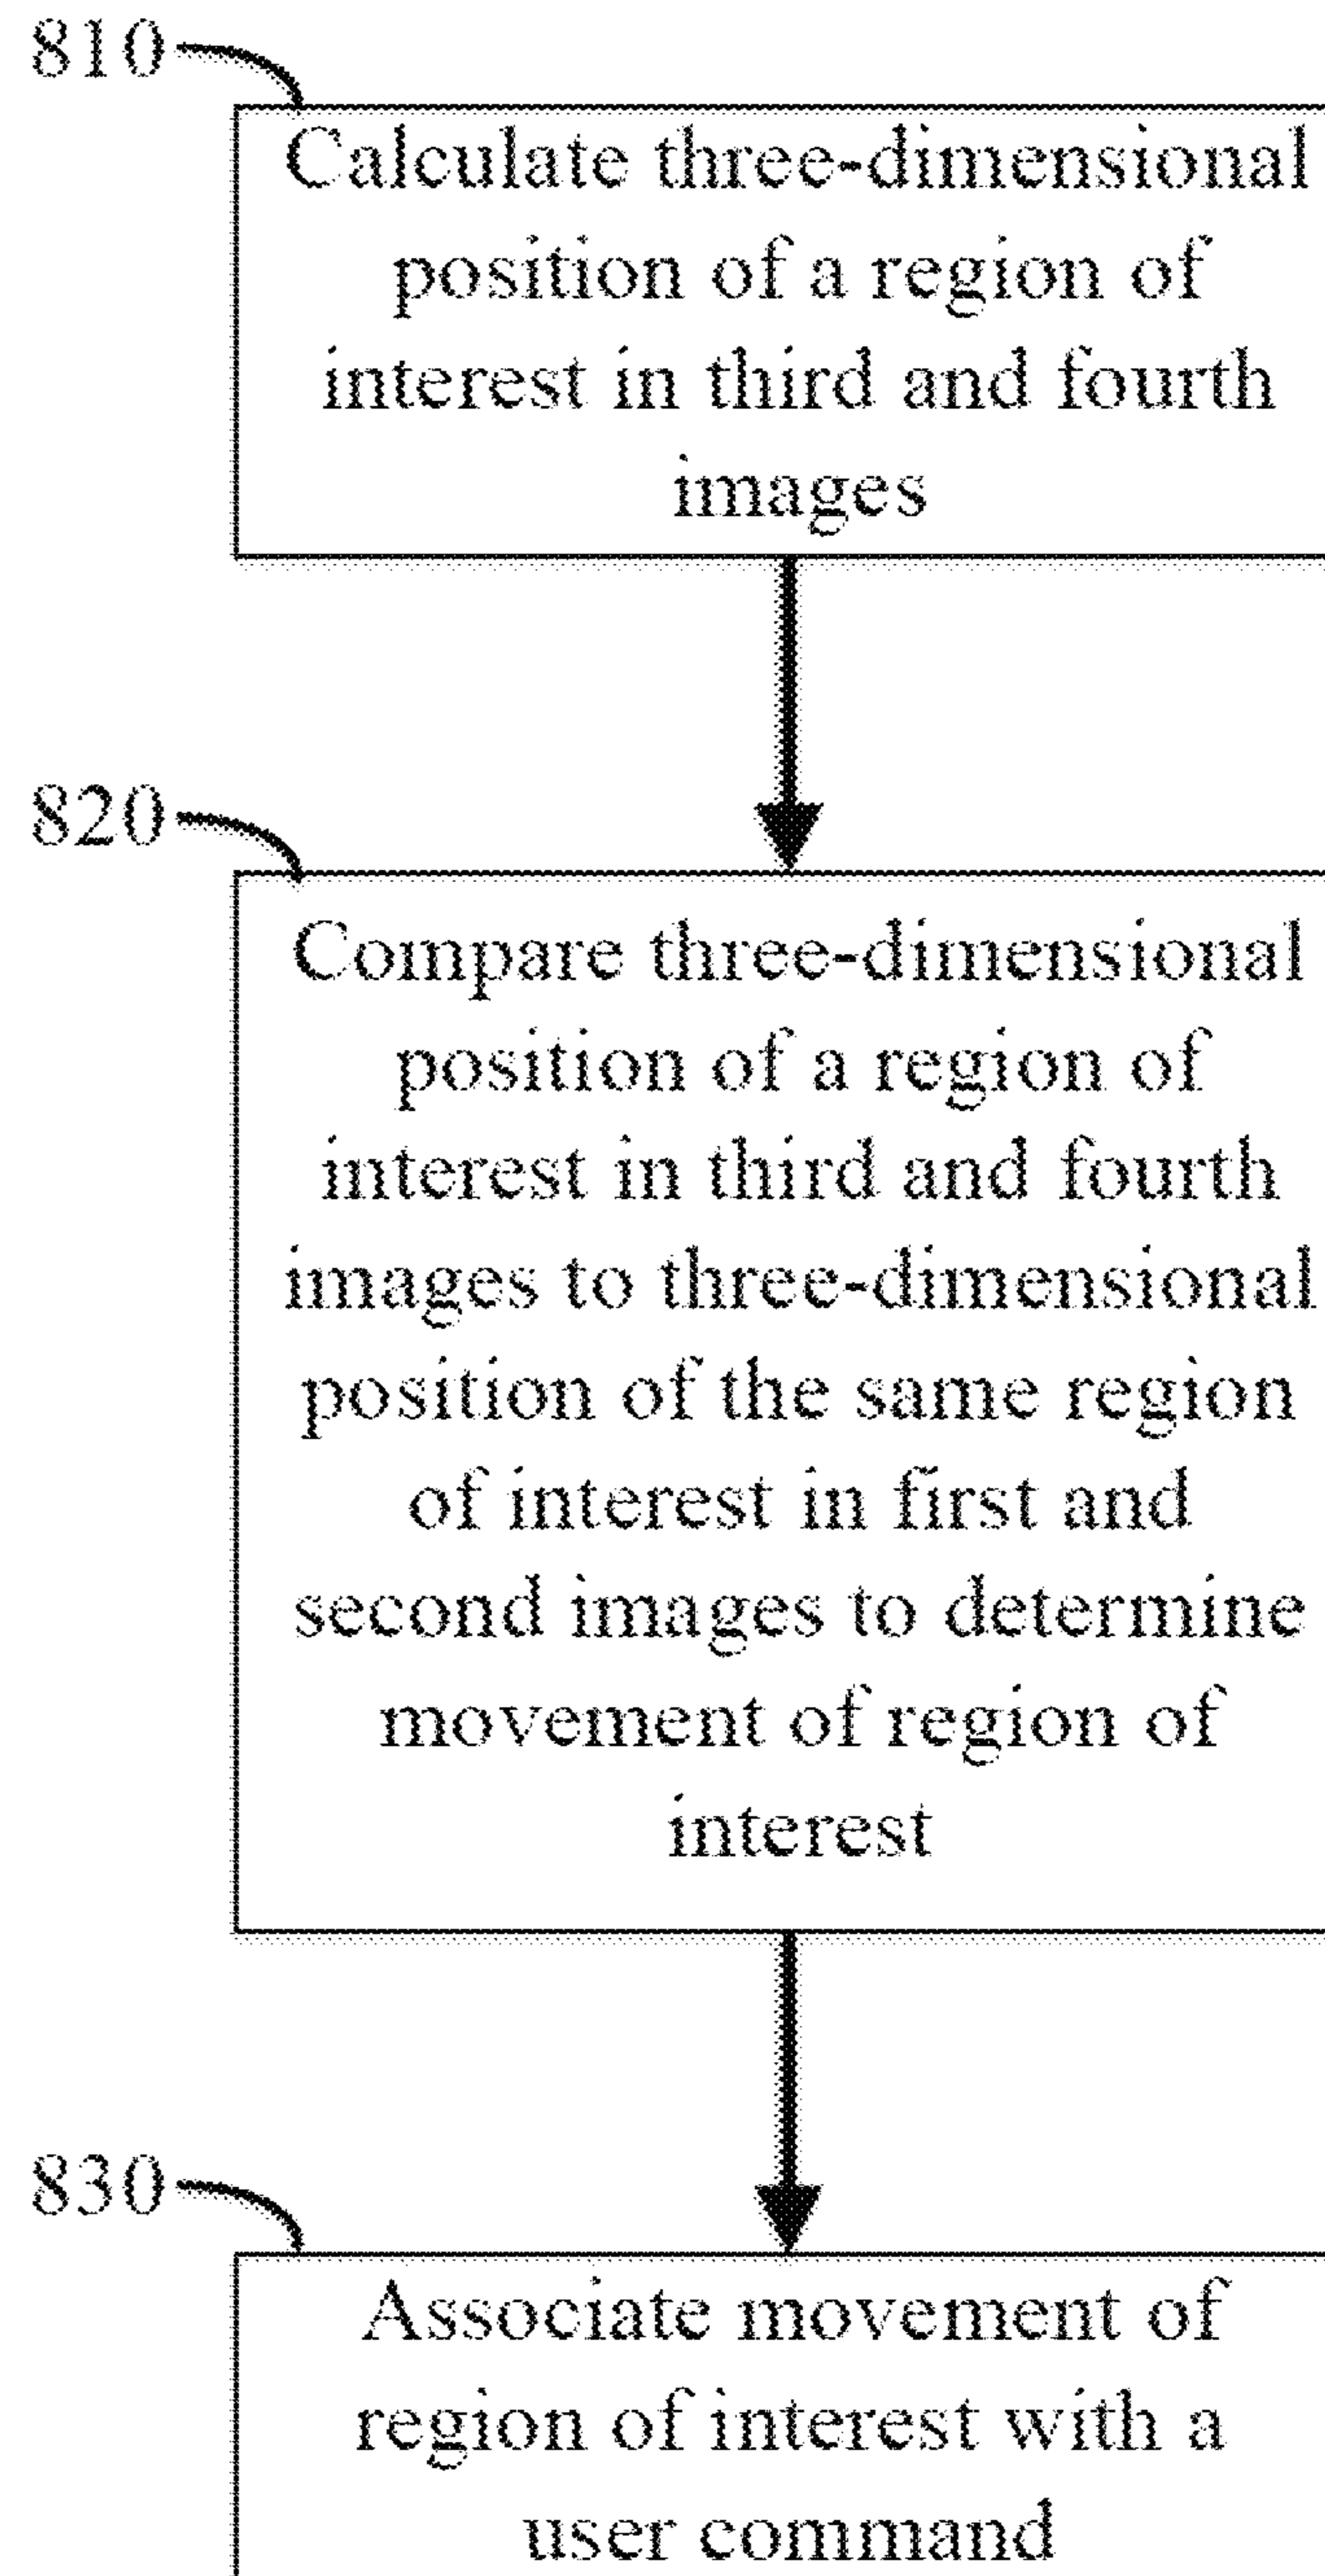 810
Calculate three-dimensional
position of a region of
interest in third and fourth
images
820
Compare three-dimensional
position of a region of
interest in third and fourth
images to three-dimensional
position of the same region
of interest in first and
second images to determine
movement of region of
interest
830
Associate movement of
region of interest with a
user command